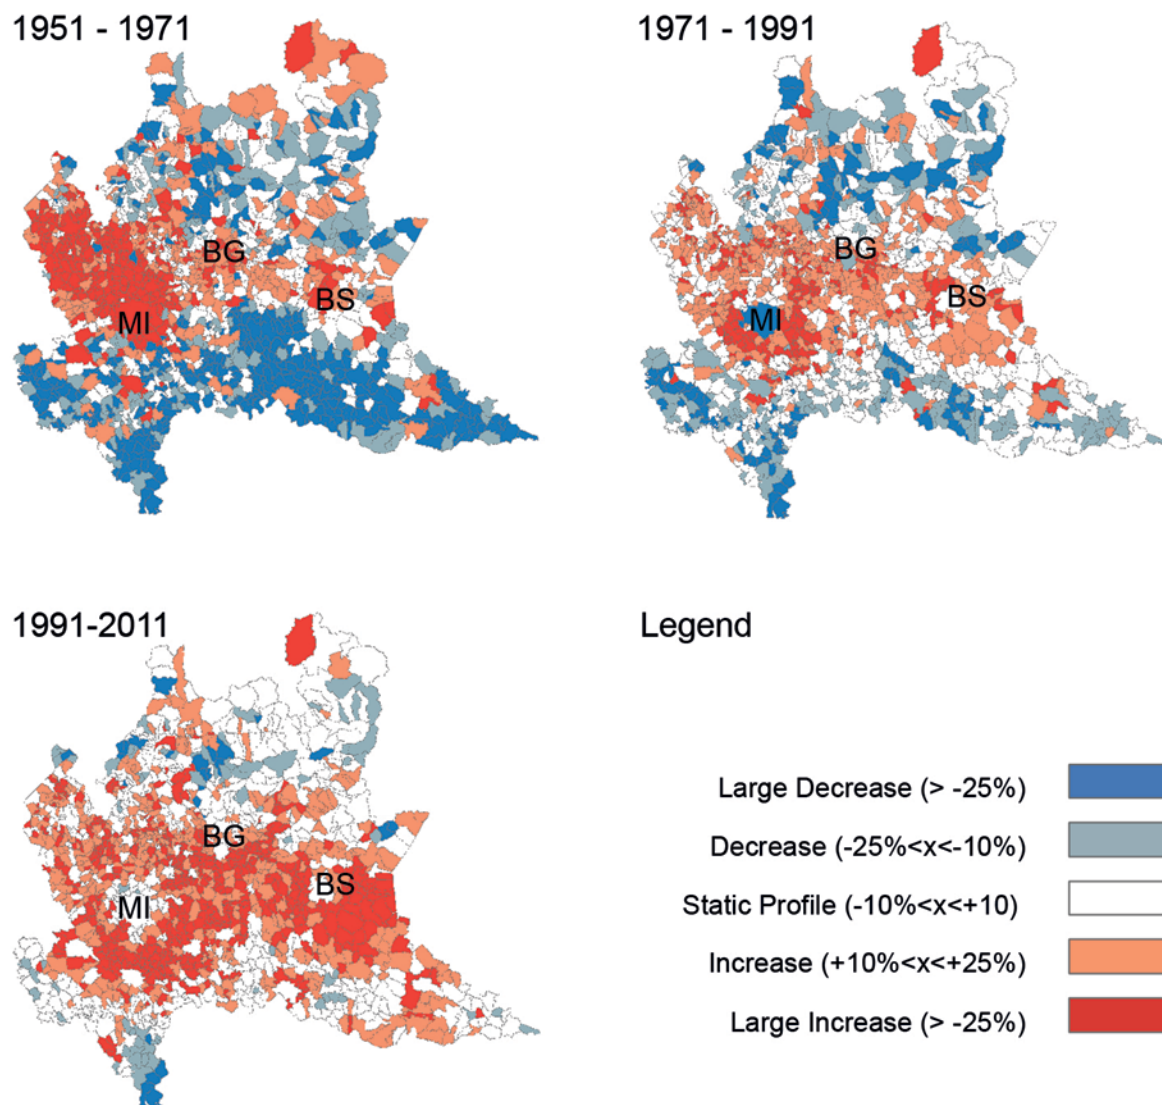 1951 - 1971
1971 - 1991
BG
BS
MI
BG
BS
MI
1991-2011
Legend
BG
BS
MI
Large Decrease (> -25%)
Decrease (-25%<x<-10%)
Static Profile (-10%<x<+10)
Increase (+10%<x<+25%)
Large Increase (> -25%)